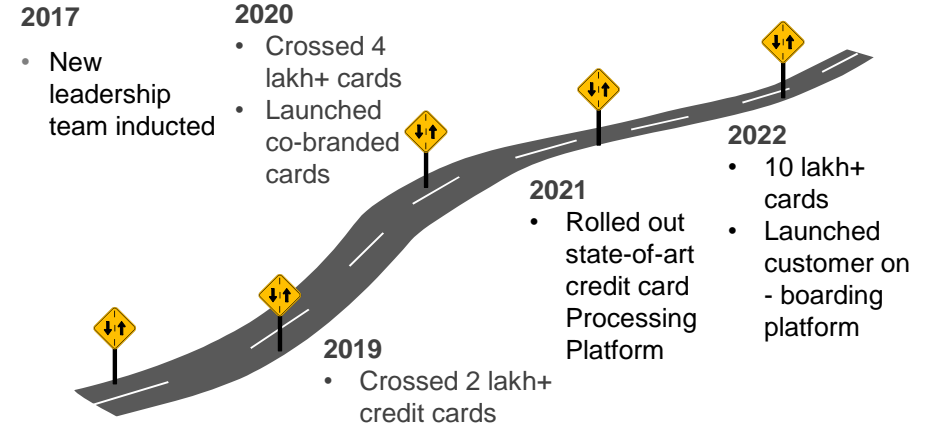 2017
• New
leadership
team inducted
2020
• Crossed 4
lakh+ cards
• Launched
co-branded
cards
2019
• Crossed 2 lakh+
credit cards
2021
• Rolled out
state-of-art
credit card
Processing
Platform
2022
• 10 lakh+
cards
• Launched
customer on
- boarding
platform